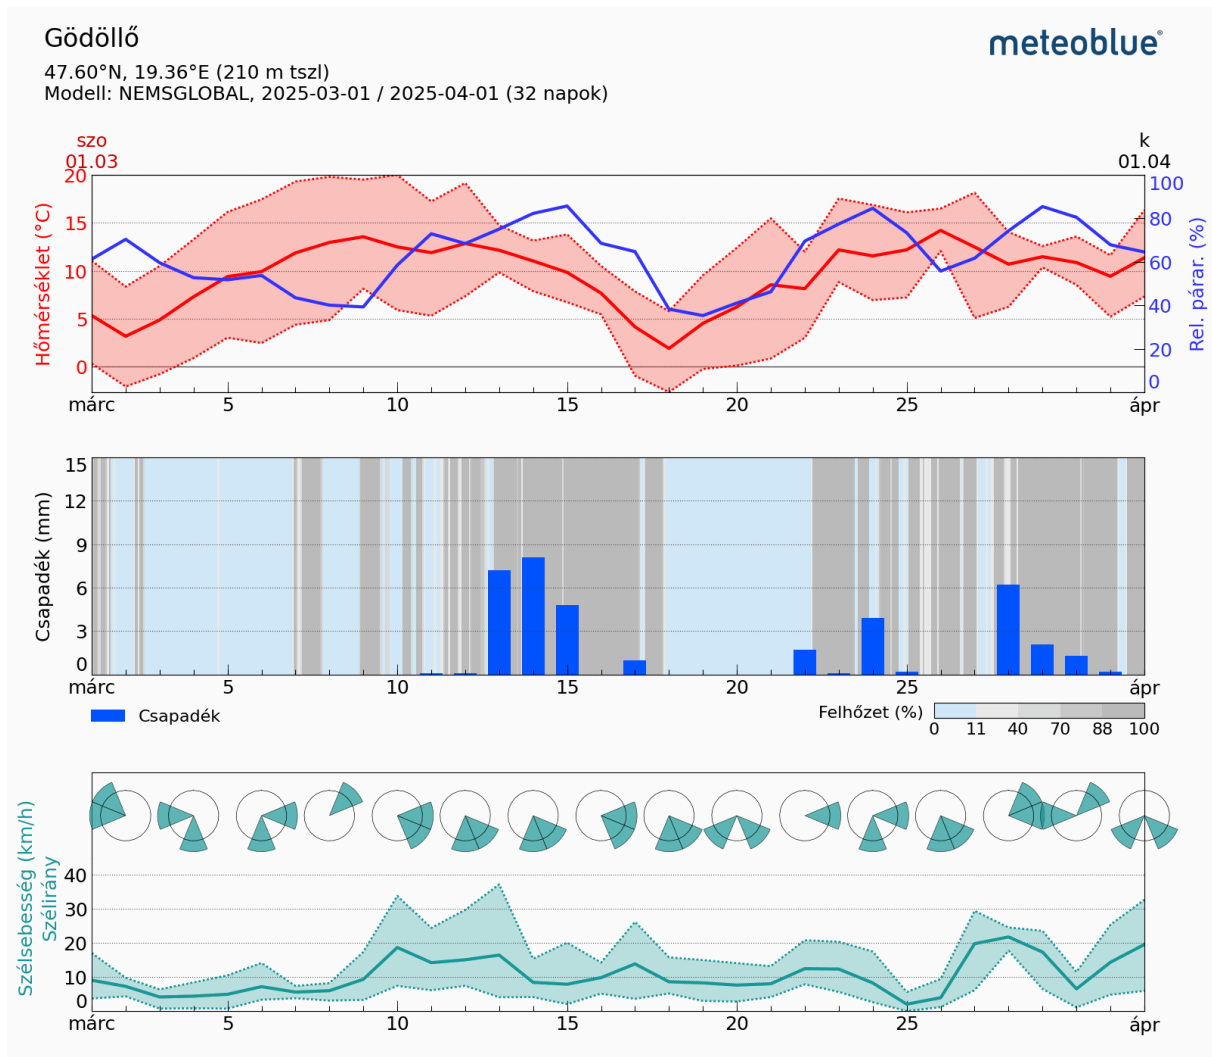 Gödöllő
meteoblue®
47.60°N, 19.36°E (210 m tszl)
Modell: NEMSGLOBAL, 2025-03-01 / 2025-04-01 (32 napok)
szo
01.03
k
01.04
Hőmérséklet (°C)
20
15
10
5
0
Rel. párar. (%)
100
80
60
40
20
0
márc 5 10 15 20 25 ápr
Csapadék (mm)
15
12
9
6
3
0
márc 5 10 15 20 25 ápr
Csapadék
Felhőzet (%)
0 11 40 70 88 100
Szélsebesség (km/h)
Szélirány
40
30
20
10
0
márc 5 10 15 20 25 ápr